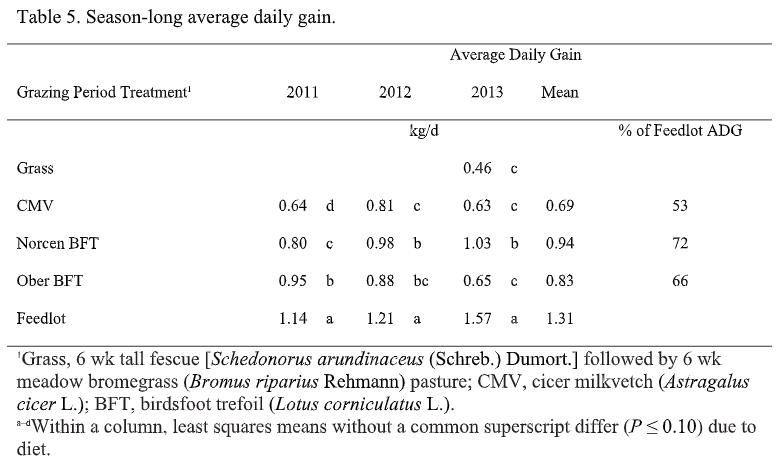 Table 5. Season-long average daily gain.
Average Daily Gain
Grazing Period Treatment¹ 2011 2012 2013 Mean
kg/d % of Feedlot ADG
Grass 0.46 c
CMV 0.64 d 0.81 c 0.63 c 0.69 53
Norcen BFT 0.80 c 0.98 b 1.03 b 0.94 72
Ober BFT 0.95 b 0.88 bc 0.65 c 0.83 66
Feedlot 1.14 a 1.21 a 1.57 a 1.31
¹Grass, 6 wk tall fescue [Schedonorus arundinaceus (Schreb.) Dumort.] followed by 6 wk
meadow bromegrass (Bromus riparius Rehmann) pasture; CMV, cicer milkvetch (Astragalus
cicer L.); BFT, birdsfoot trefoil (Lotus corniculatus L.).
a–dWithin a column, least squares means without a common superscript differ (P ≤ 0.10) due to
diet.